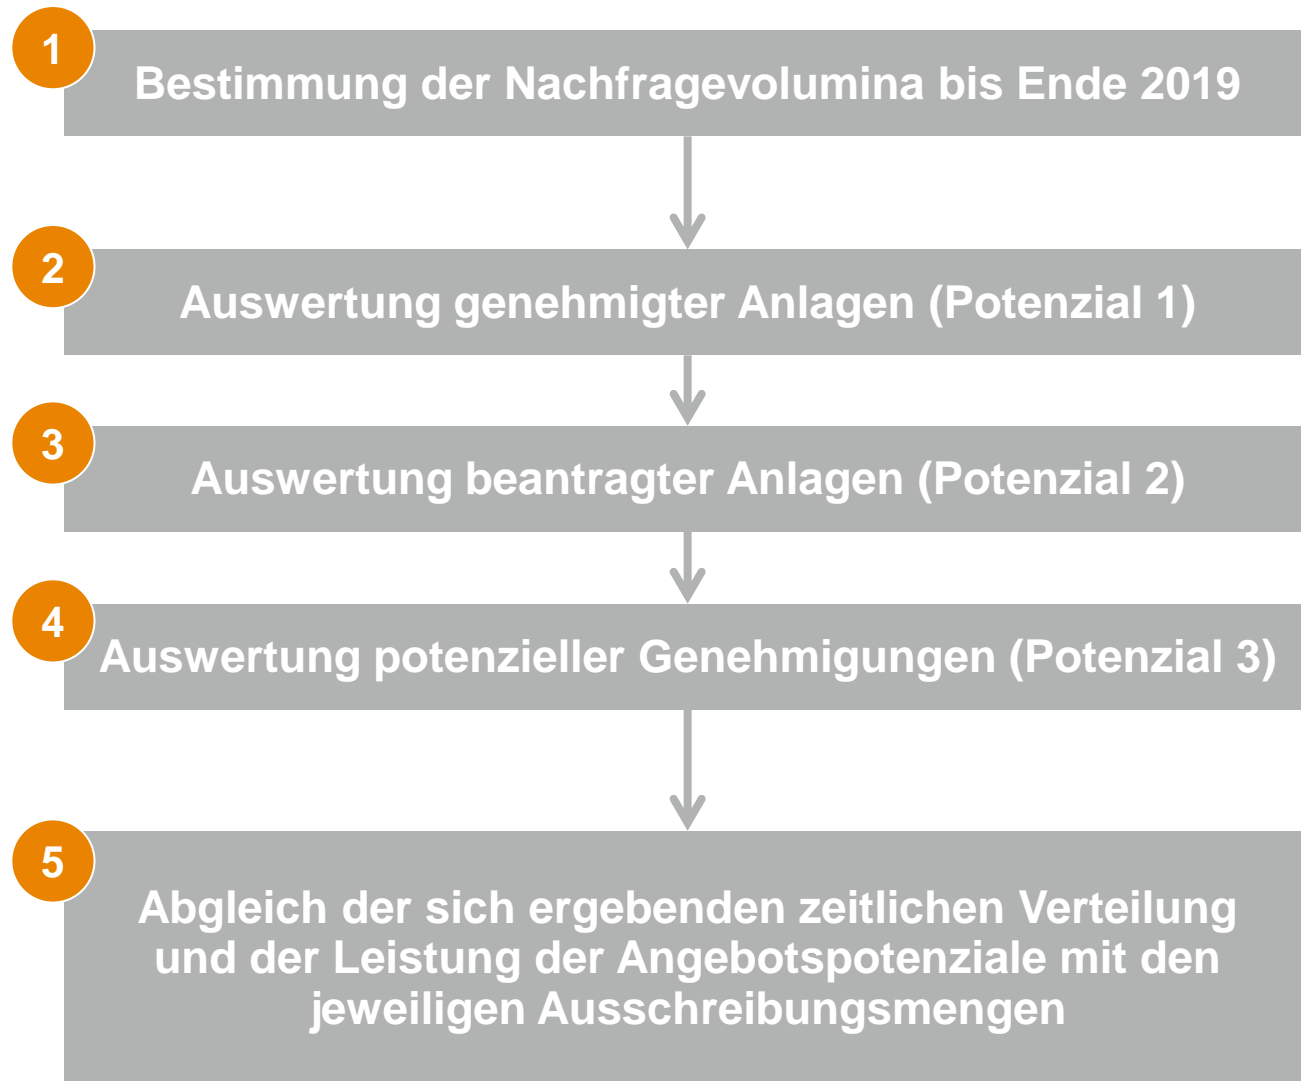 1
Bestimmung der Nachfragevolumina bis Ende 2019
2
Auswertung genehmigter Anlagen (Potenzial 1)
3
Auswertung beantragter Anlagen (Potenzial 2)
4
Auswertung potenzieller Genehmigungen (Potenzial 3)
5
Abgleich der sich ergebenden zeitlichen Verteilung
und der Leistung der Angebotspotenziale mit den
jeweiligen Ausschreibungsmengen